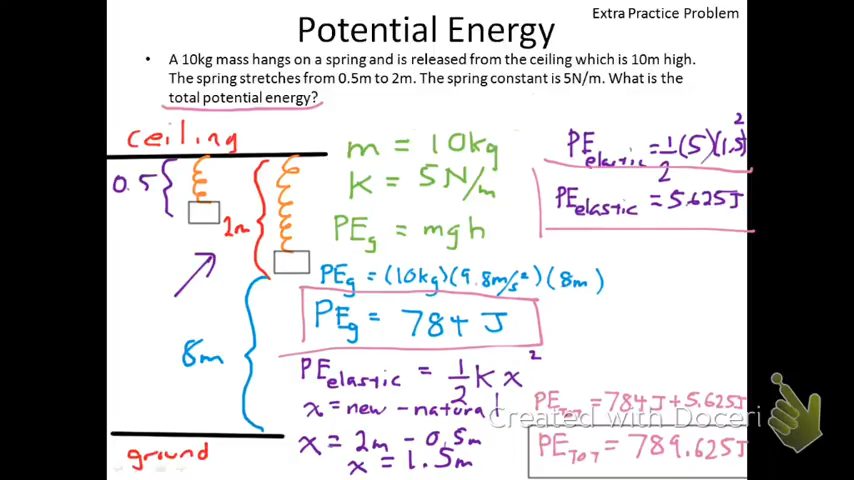 Extra Practice Problem
Potential Energy
• A 10kg mass hangs on a spring and is released from the ceiling which is 10m high.
The spring stretches from 0.5m to 2m. The spring constant is 5N/m. What is the
total potential energy?
ceiling
0.5
2m
8m
ground
m = 10kg
K = 5N/m
PEg = mgh
PEg = (10kg)(9.8m/s²)(8m)
PEg = 784 J
PEelastic = 1/2 K x²
x = new - natural
x = 2m - 0.5m
x = 1.5m
PEelastic = 1/2 (5)(1.5)²
PEelastic = 5.625J
PETOT = 784J + 5.625J
PETOT = 789.625J
Created with Doceri